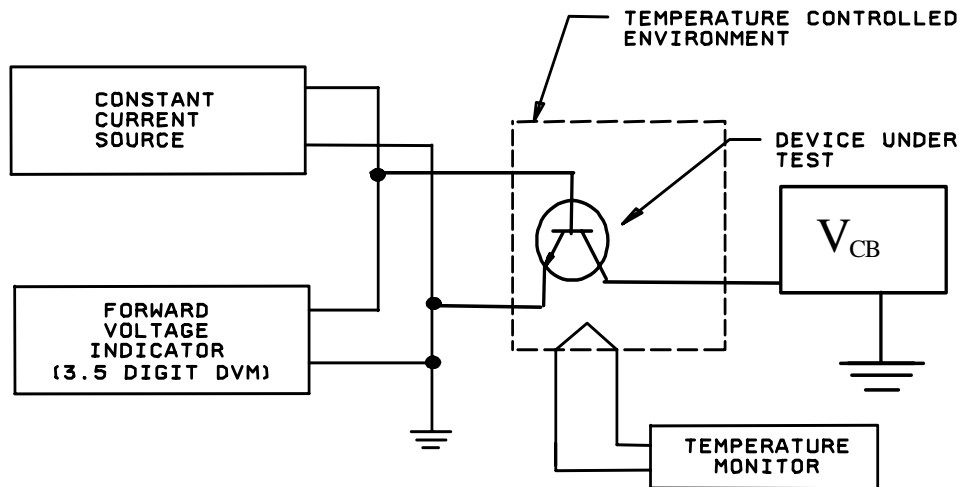 TEMPERATURE CONTROLLED
ENVIRONMENT
CONSTANT
CURRENT
SOURCE
DEVICE UNDER
TEST
VCB
FORWARD
VOLTAGE
INDICATOR
(3.5 DIGIT DVM)
TEMPERATURE
MONITOR